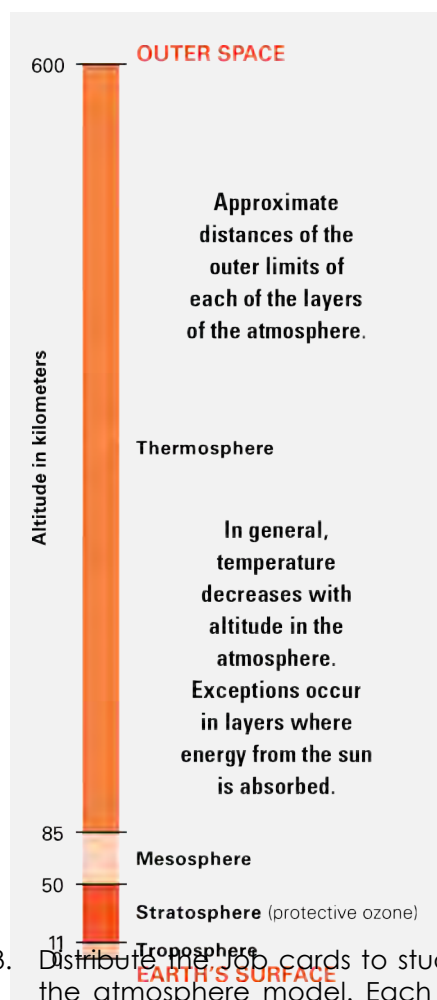 OUTER SPACE
600
Approximate
distances of the
outer limits of
each of the layers
of the atmosphere.
Altitude in kilometers
Thermosphere
In general,
temperature
decreases with
altitude in the
atmosphere.
Exceptions occur
in layers where
energy from the sun
is absorbed.
85
Mesosphere
50
Stratosphere (protective ozone)
11
Troposphere
0
EARTH'S SURFACE
3. Distribute the Job cards to stu
the atmosphere model. Each